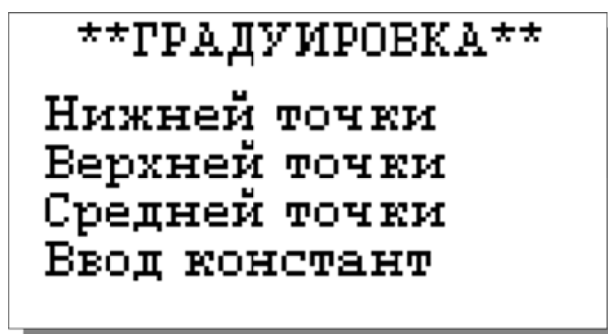 **ГРАДУИРОВКА**
Нижней точки
Верхней точки
Средней точки
Ввод констант